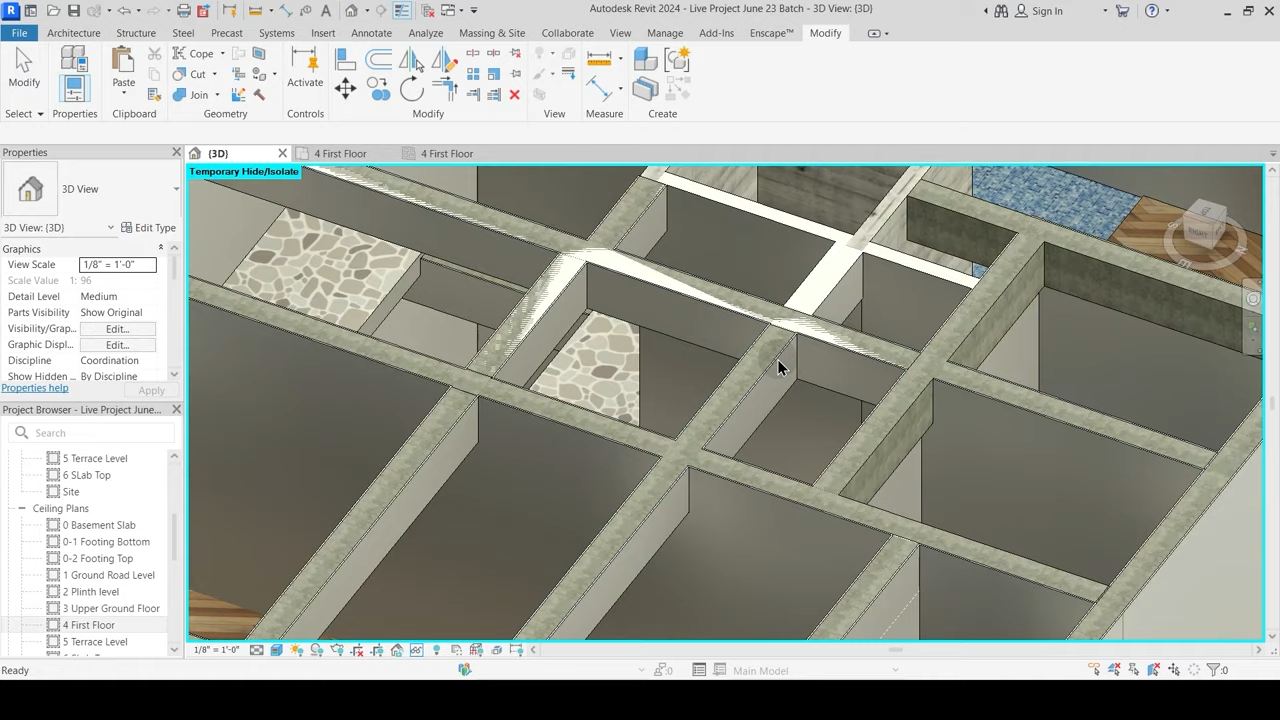 Autodesk Revit 2024 - Live Project June 23 Batch - 3D View: {3D}
Sign In
File Architecture Structure Steel Precast Systems Insert Annotate Analyze Massing & Site Collaborate View Manage Add-Ins Enscape™ Modify
Modify
Paste
Cope
Cut
Join
Activate
Select Properties Clipboard Geometry Controls Modify View Measure Create
Properties
{3D} 4 First Floor 4 First Floor
Temporary Hide/Isolate
3D View
3D View: {3D} Edit Type
Graphics
View Scale 1/8" = 1'-0"
Scale Value 1: 96
Detail Level Medium
Parts Visibility Show Original
Visibility/Grap... Edit...
Graphic Displ... Edit...
Discipline Coordination
Show Hidden ... By Discipline
Properties help Apply
Project Browser - Live Project June...
Search
5 Terrace Level
6 SLab Top
Site
Ceiling Plans
0 Basement Slab
0-1 Footing Bottom
0-2 Footing Top
1 Ground Road Level
2 Plinth level
3 Upper Ground Floor
4 First Floor
5 Terrace Level
RIGHT
1/8" = 1'-0"
Ready
:0
Main Model
:0